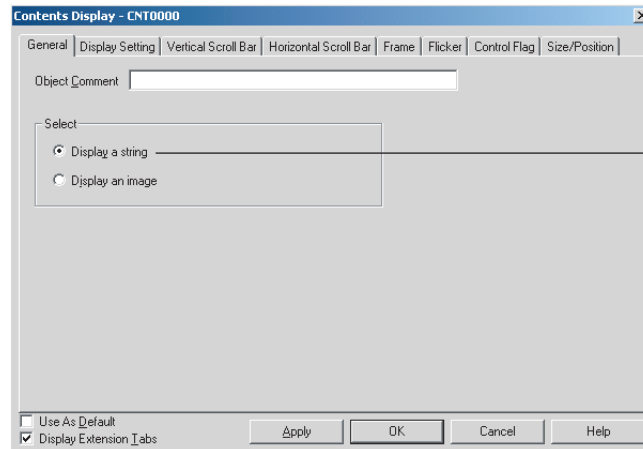 Contents Display - CNT0000
General Display Setting Vertical Scroll Bar Horizontal Scroll Bar Frame Flicker Control Flag Size/Position
Object Comment
Select
Display a string
Display an image
Use As Default
Display Extension Tabs
Apply OK Cancel Help